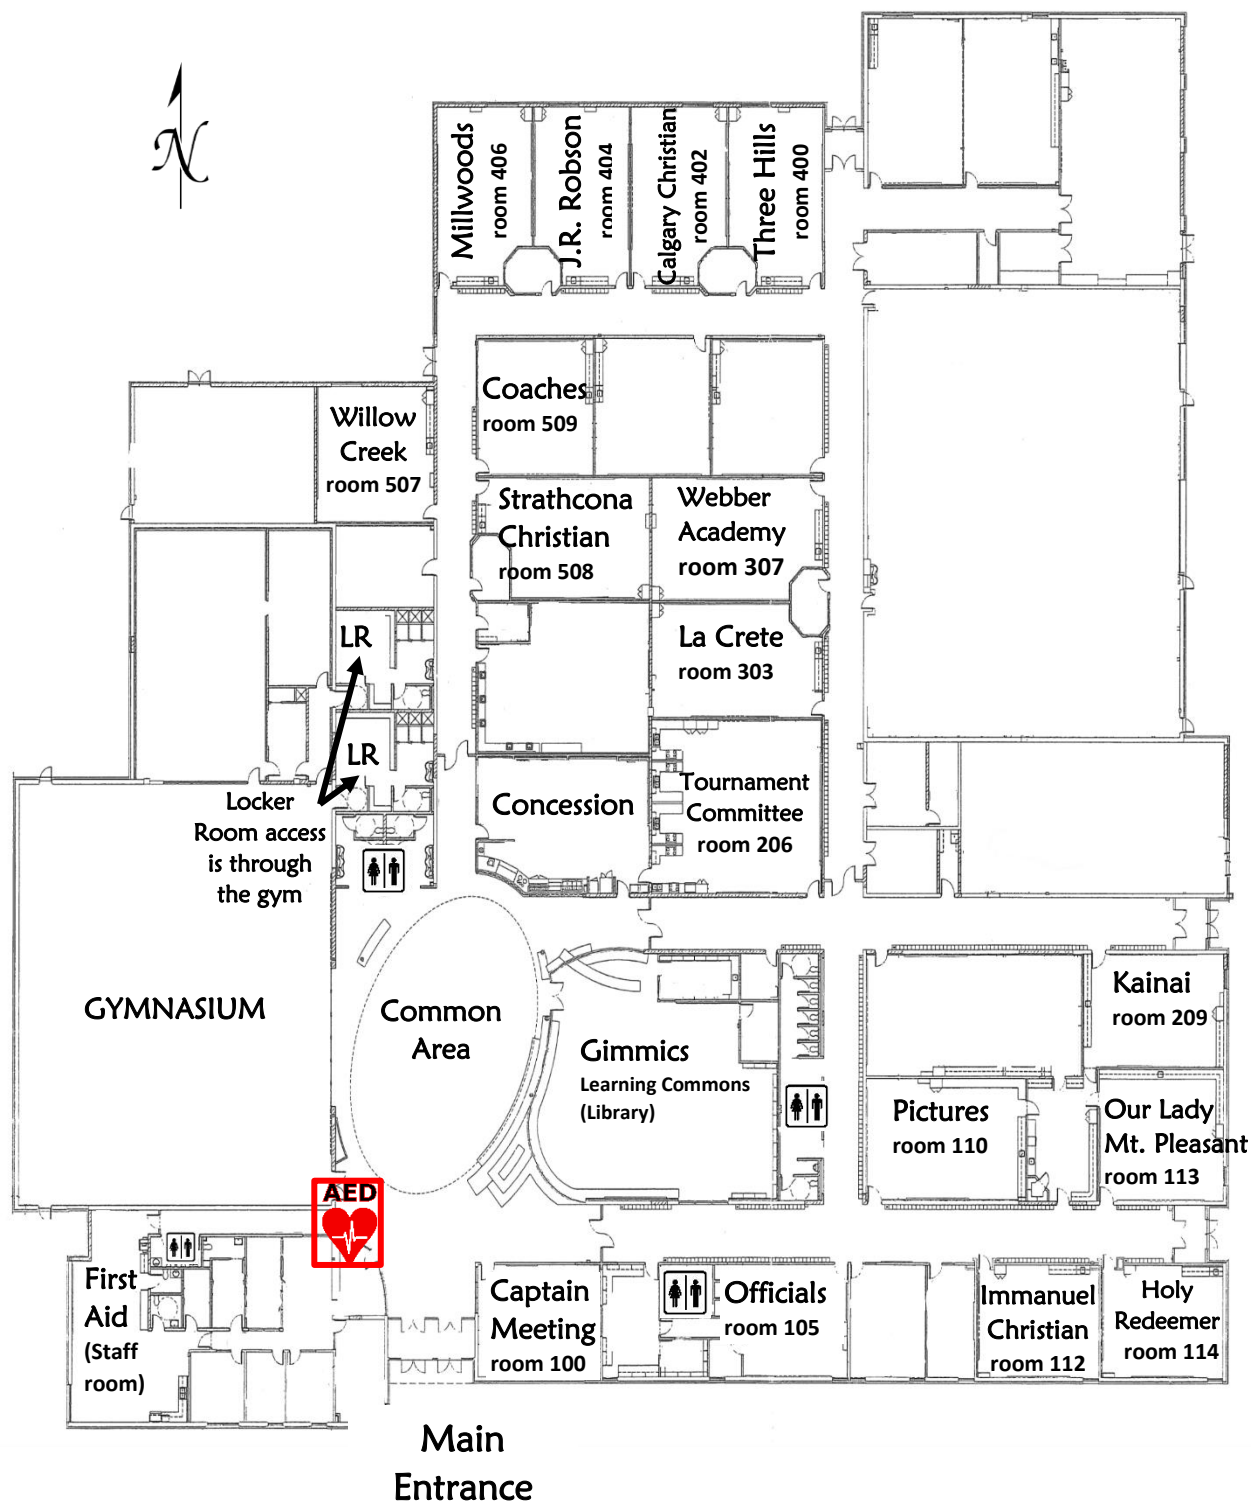 N
Millwoods
room 406
J.R. Robson
room 404
Calgary Christian
room 402
Three Hills
room 400
Coaches
room 509
Willow
Creek
room 507
Strathcona
Christian
room 508
Webber
Academy
room 307
LR
La Crete
room 303
LR
Locker
Room access
is through
the gym
Concession
Tournament
Committee
room 206
GYMNASIUM
Common
Area
Gimmics
Learning Commons
(Library)
Kainai
room 209
Pictures
room 110
Our Lady
Mt. Pleasant
room 113
AED
First
Aid
(Staff
room)
Captain
Meeting
room 100
Officials
room 105
Immanuel
Christian
room 112
Holy
Redeemer
room 114
Main
Entrance